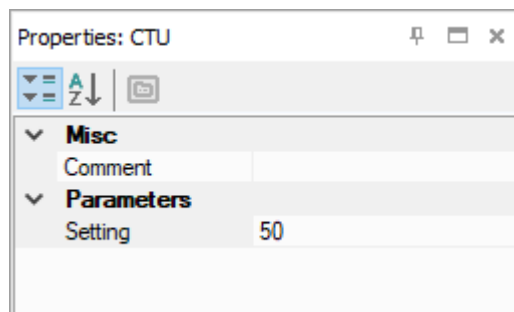 Properties: CTU
A
Z
Misc
Comment
Parameters
Setting 50